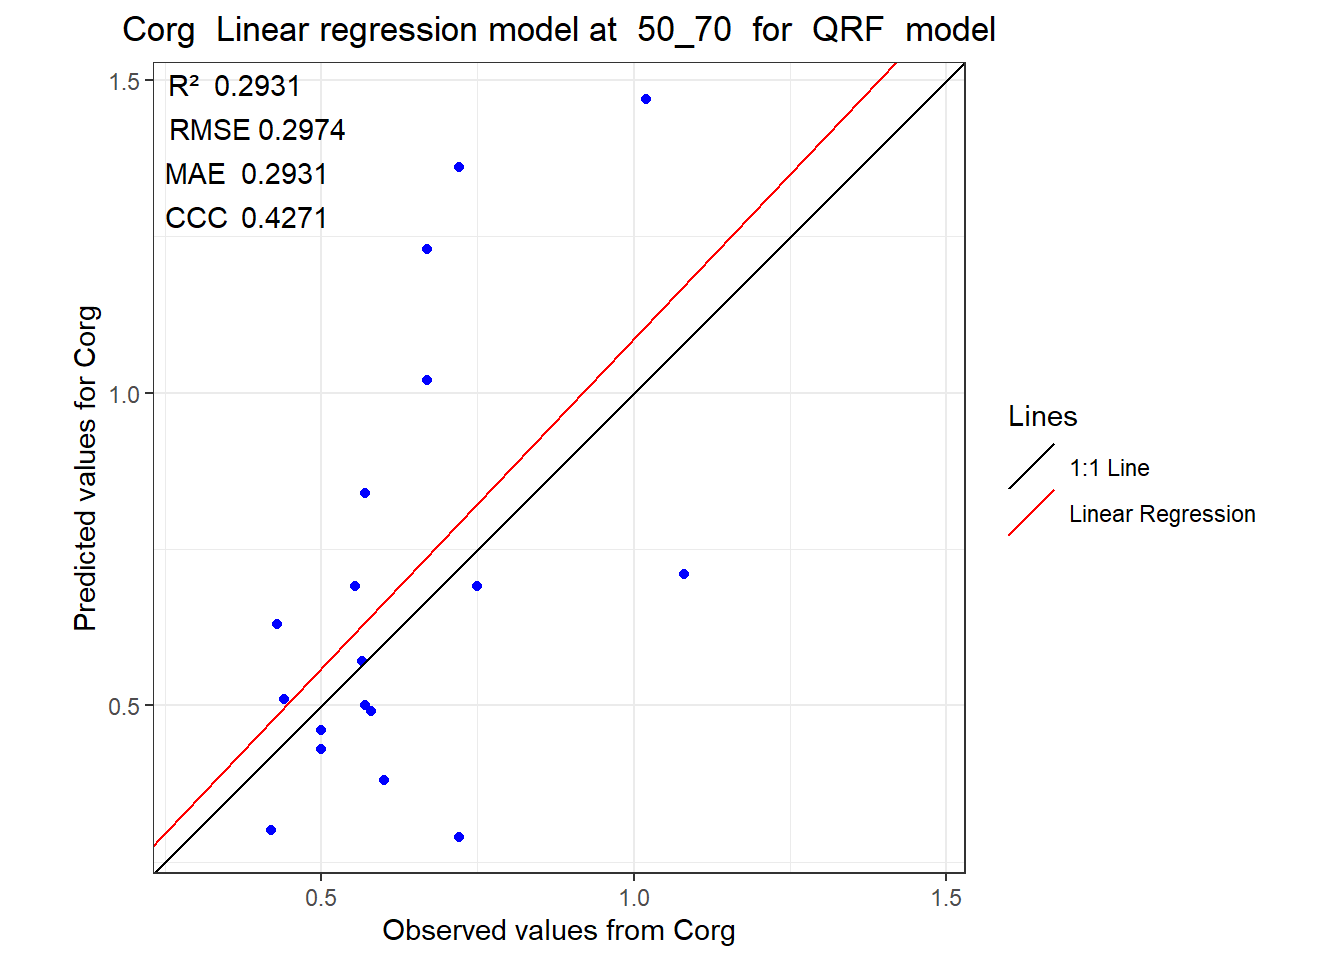 Corg Linear regression model at 50_70 for QRF model
R² 0.2931
RMSE 0.2974
MAE 0.2931
CCC 0.4271
1.5
1.0
0.5
Predicted values for Corg
0.5 1.0 1.5
Observed values from Corg
Lines
1:1 Line
Linear Regression